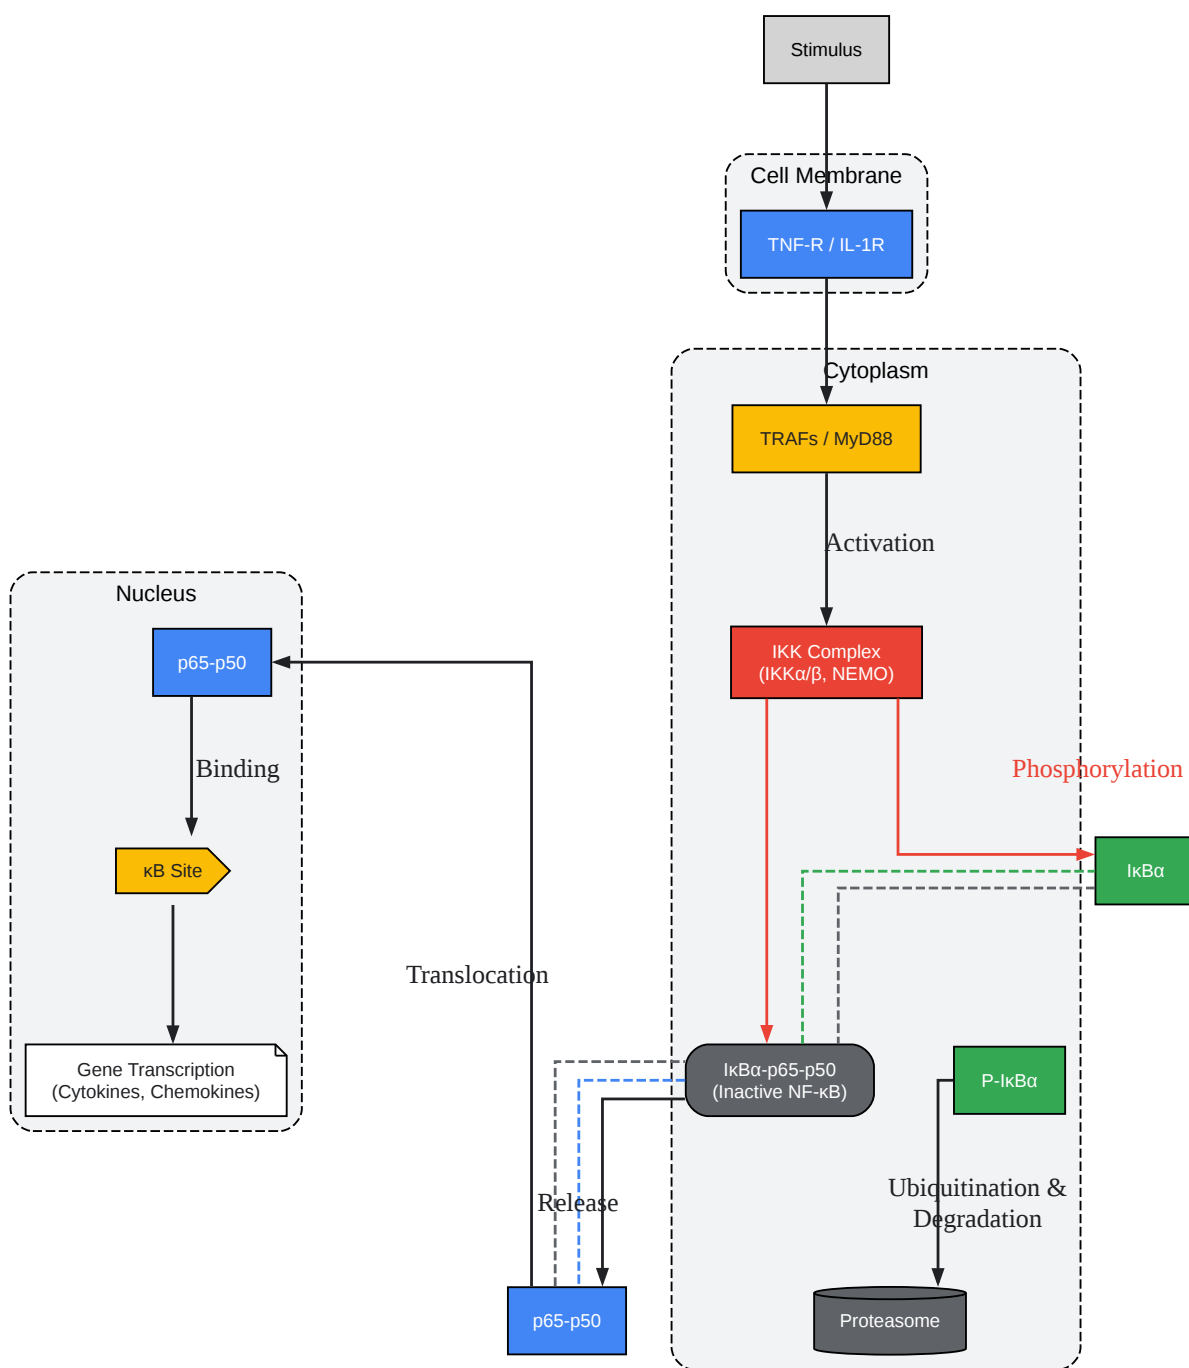 Stimulus
Cell Membrane
TNF-R / IL-1R
Cytoplasm
TRAFs / MyD88
Activation
Nucleus
p65-p50
IKK Complex
(IKKα/β, NEMO)
Binding
Phosphorylation
κB Site
IκBα
Translocation
Gene Transcription
(Cytokines, Chemokines)
IκBα-p65-p50
(Inactive NF-κB)
P-IκBα
Release
Ubiquitination &
Degradation
p65-p50
Proteasome